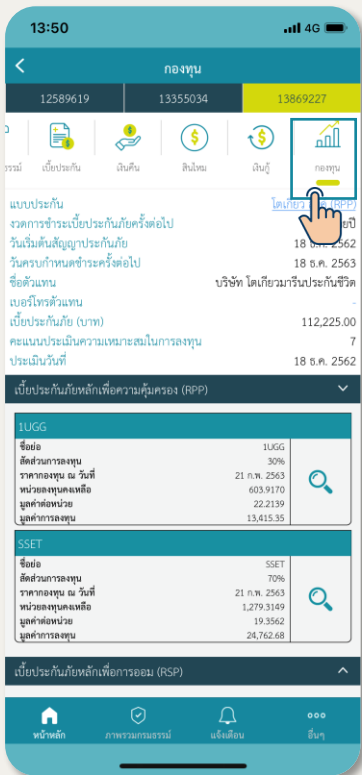 13:50
4G
กองทุน
12589619 13355034 13869227
เบี้ยประกัน เงินคืน สินไหม เงินกู้ กองทุน
แบบประกัน (RPP)
งวดการชำระเบี้ยประกันภัยครั้งต่อไป
วันเริ่มต้นสัญญาประกันภัย 18 ธ.ค. 2562
วันครบกำหนดชำระครั้งต่อไป 18 ธ.ค. 2563
ชื่อตัวแทน บริษัท โตเกียวมารีนประกันชีวิต
เบอร์โทรตัวแทน -
เบี้ยประกันภัย (บาท) 112,225.00
คะแนนประเมินความเหมาะสมในการลงทุน 7
ประเมินวันที่ 18 ธ.ค. 2562
เบี้ยประกันภัยหลักเพื่อความคุ้มครอง (RPP)
1UGG
ชื่อย่อ 1UGG
สัดส่วนการลงทุน 30%
ราคากองทุน ณ วันที่ 21 ก.พ. 2563
หน่วยลงทุนคงเหลือ 603.9170
มูลค่าต่อหน่วย 22.2139
มูลค่าการลงทุน 13,415.35
SSET
ชื่อย่อ SSET
สัดส่วนการลงทุน 70%
ราคากองทุน ณ วันที่ 21 ก.พ. 2563
หน่วยลงทุนคงเหลือ 1,279.3149
มูลค่าต่อหน่วย 19.3562
มูลค่าการลงทุน 24,762.68
เบี้ยประกันภัยหลักเพื่อการออม (RSP)
หน้าหลัก ภาพรวมกรมธรรม์ แจ้งเตือน อื่นๆ